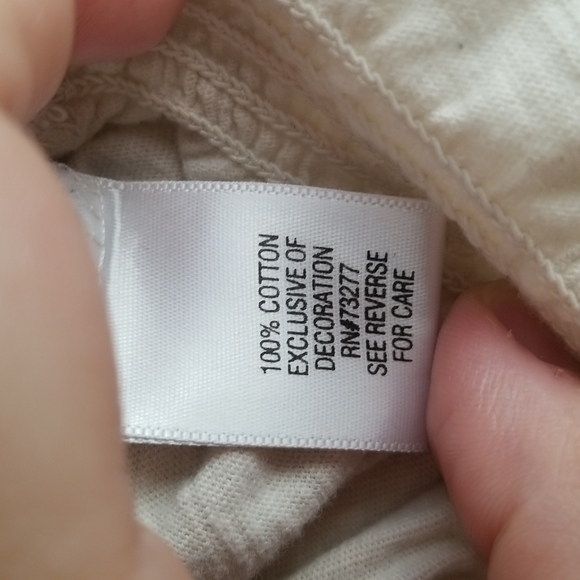 100% COTTON
EXCLUSIVE OF
DECORATION
RN#73277
SEE REVERSE
FOR CARE